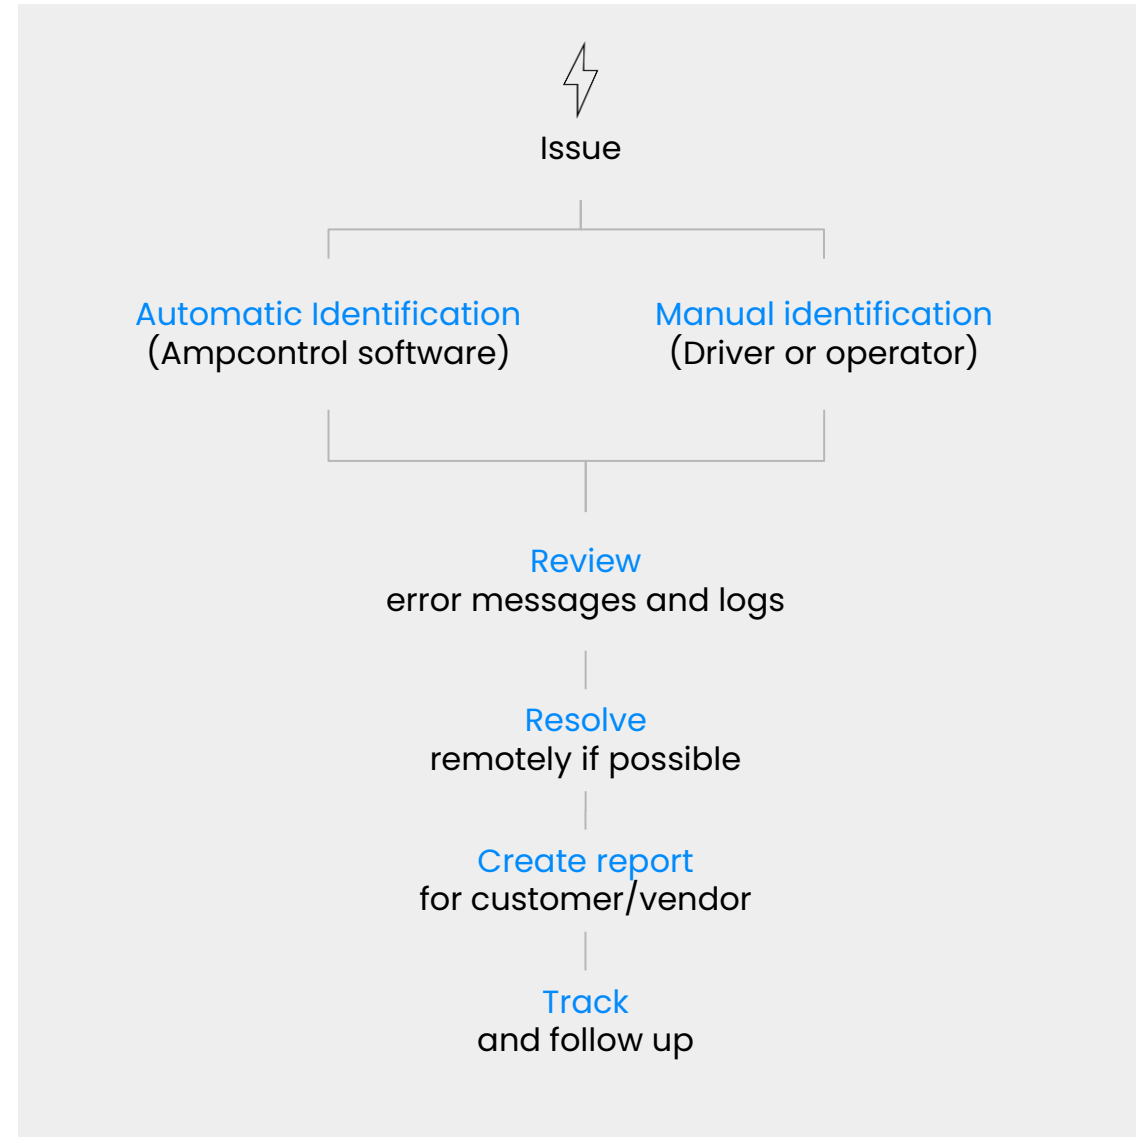 Issue
Automatic Identification
(Ampcontrol software)
Manual identification
(Driver or operator)
Review
error messages and logs
Resolve
remotely if possible
Create report
for customer/vendor
Track
and follow up